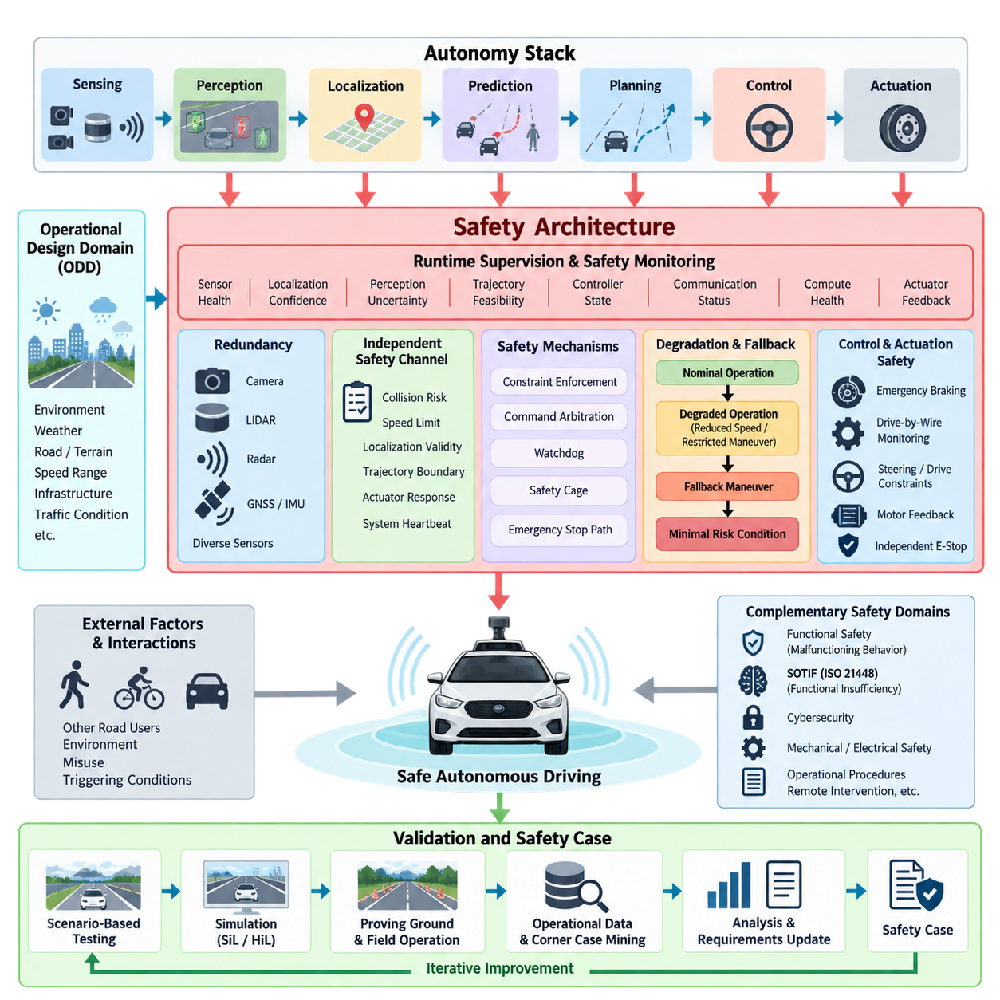 Autonomy Stack
Sensing
Perception
Localization
Prediction
Planning
Control
Actuation
Operational
Design Domain
(ODD)
Environment
Weather
Road / Terrain
Speed Range
Infrastructure
Traffic Condition
etc.
Safety Architecture
Runtime Supervision & Safety Monitoring
Sensor
Health
Localization
Confidence
Perception
Uncertainty
Trajectory
Feasibility
Controller
State
Communication
Status
Compute
Health
Actuator
Feedback
Redundancy
Camera
LIDAR
Radar
GNSS / IMU
Diverse Sensors
Independent
Safety Channel
Collision Risk
Speed Limit
Localization Validity
Trajectory Boundary
Actuator Response
System Heartbeat
Safety Mechanisms
Constraint Enforcement
Command Arbitration
Watchdog
Safety Cage
Emergency Stop Path
Degradation & Fallback
Nominal Operation
Degraded Operation
(Reduced Speed /
Restricted Maneuver)
Fallback Maneuver
Minimal Risk Condition
Control & Actuation
Safety
Emergency Braking
Drive-by-Wire
Monitoring
Steering / Drive
Constraints
Motor Feedback
Independent E-Stop
External Factors
& Interactions
Other Road Users
Environment
Misuse
Triggering Conditions
Safe Autonomous Driving
Complementary Safety Domains
Functional Safety
(Malfunctioning Behavior)
SOTIF (ISO 21448)
(Functional Insufficiency)
Cybersecurity
Mechanical / Electrical Safety
Operational Procedures
Remote Intervention, etc.
Validation and Safety Case
Scenario-Based
Testing
Simulation
(SiL / HiL)
Proving Ground
& Field Operation
Operational Data
& Corner Case Mining
Analysis &
Requirements Update
Safety Case
Iterative Improvement